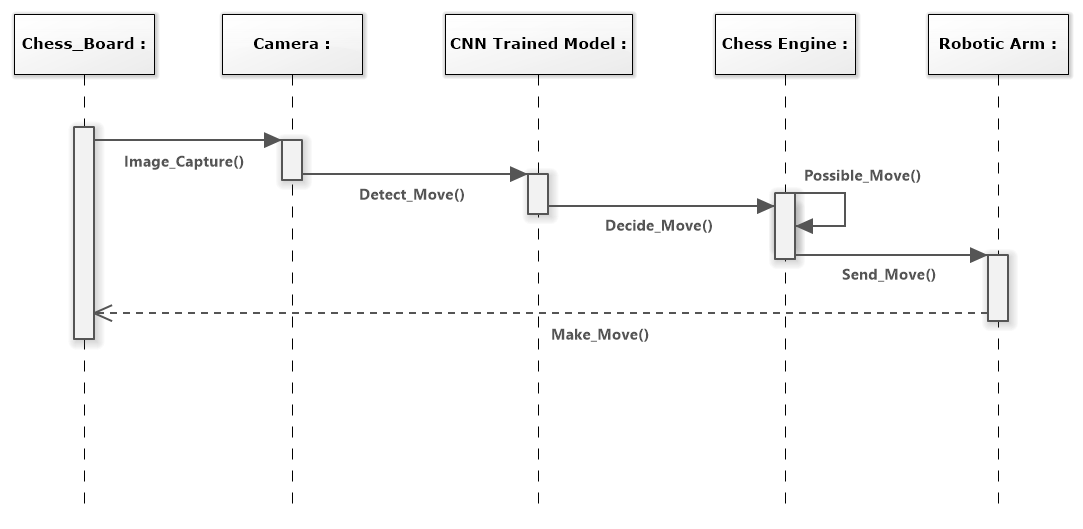 Chess_Board :
Camera :
CNN Trained Model :
Chess Engine :
Robotic Arm :
Image_Capture()
Detect_Move()
Possible_Move()
Decide_Move()
Send_Move()
Make_Move()